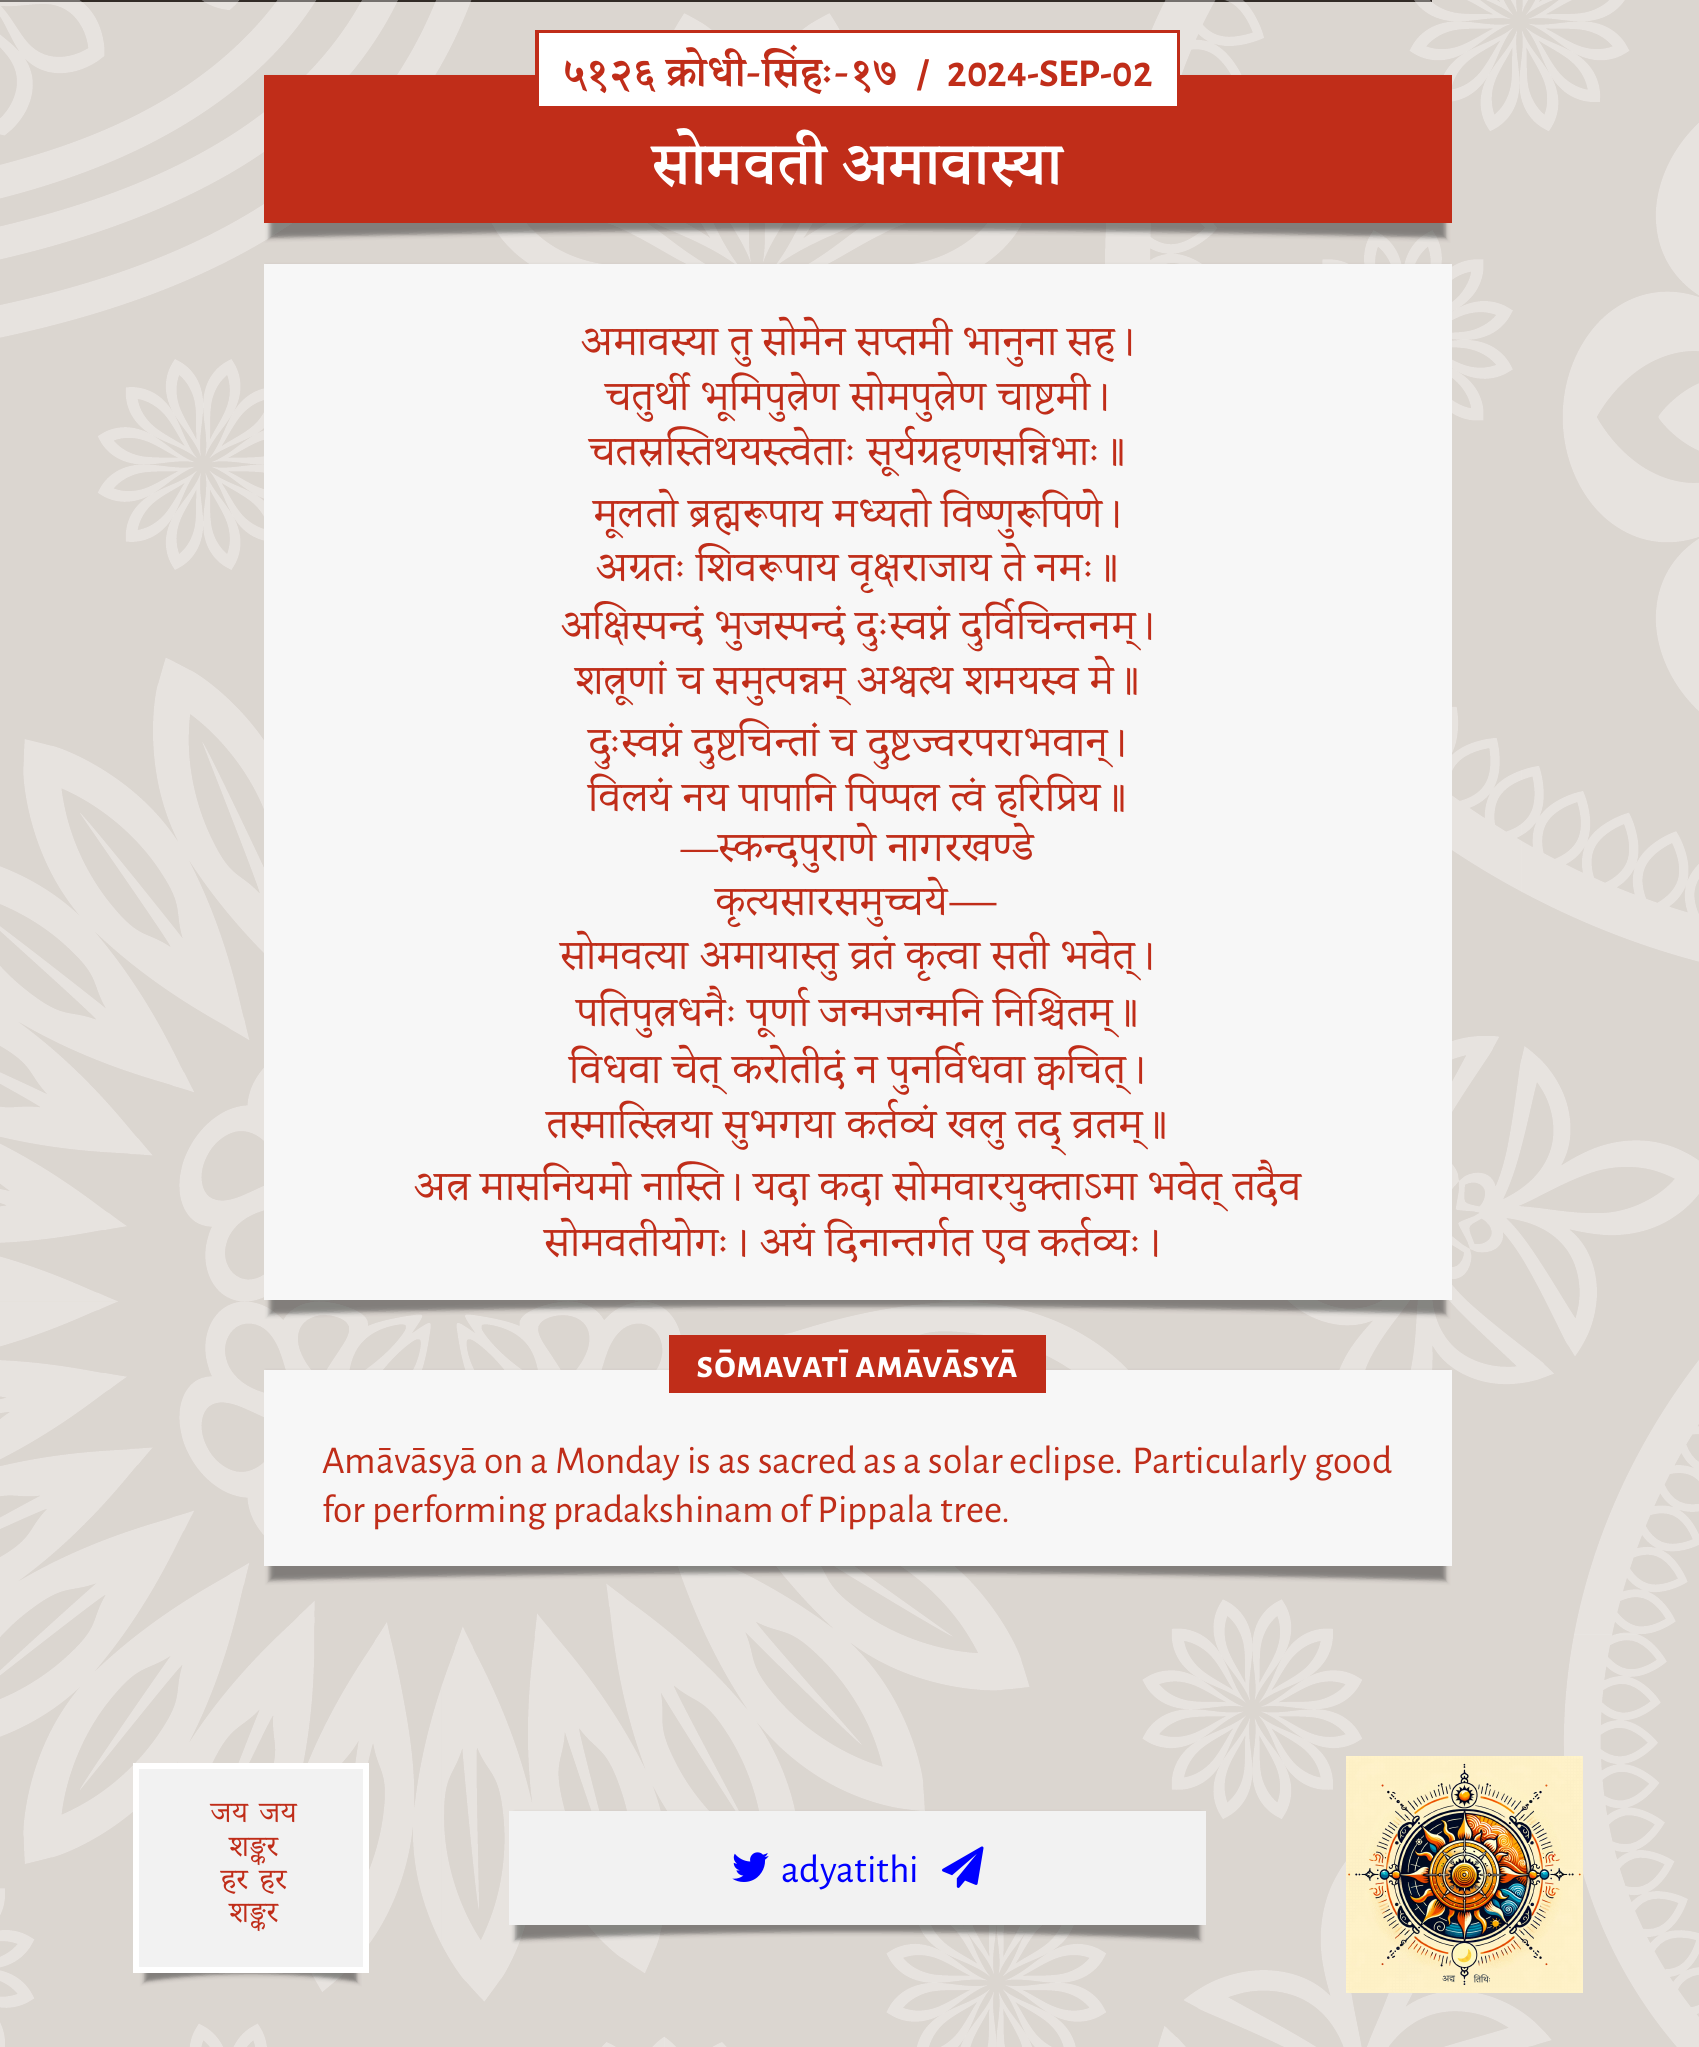 ५१२६ क्रोधी-सिंहः-१७ / 2024-SEP-02
सोमवती अमावास्या
अमावस्या तु सोमेन सप्तमी भानुना सह।
चतुर्थी भूमिपुत्रेण सोमपुत्रेण चाष्टमी।
चतस्रस्तिथयस्त्वेताः सूर्यग्रहणसन्निभाः॥
मूलतो ब्रह्मरूपाय मध्यतो विष्णुरूपिणे।
अग्रतः शिवरूपाय वृक्षराजाय ते नमः॥
अक्षिस्पन्दं भुजस्पन्दं दुःस्वप्नं दुर्विचिन्तनम्।
शत्रूणां च समुत्पन्नम् अश्वत्थ शमयस्व मे॥
दुःस्वप्नं दुष्टचिन्तां च दुष्टज्वरपराभवान्।
विलयं नय पापानि पिप्पल त्वं हरिप्रिय॥
—स्कन्दपुराणे नागरखण्डे
कृत्यसारसमुच्चये—
सोमवत्या अमायास्तु व्रतं कृत्वा सती भवेत्।
पतिपुत्रधनैः पूर्णा जन्मजन्मनि निश्चितम्॥
विधवा चेत् करोतीदं न पुनर्विधवा क्वचित्।
तस्मात्स्त्रिया सुभगया कर्तव्यं खलु तद् व्रतम्॥
अत्र मासनियमो नास्ति। यदा कदा सोमवारयुक्ताऽमा भवेत् तदैव
सोमवतीयोगः। अयं दिनान्तर्गत एव कर्तव्यः।
SŌMAVATĪ AMĀVĀSYĀ
Amāvāsyā on a Monday is as sacred as a solar eclipse. Particularly good
for performing pradakshinam of Pippala tree.
जय जय
शङ्कर
हर हर
शङ्कर
adyatithi
अद्य तिथिः